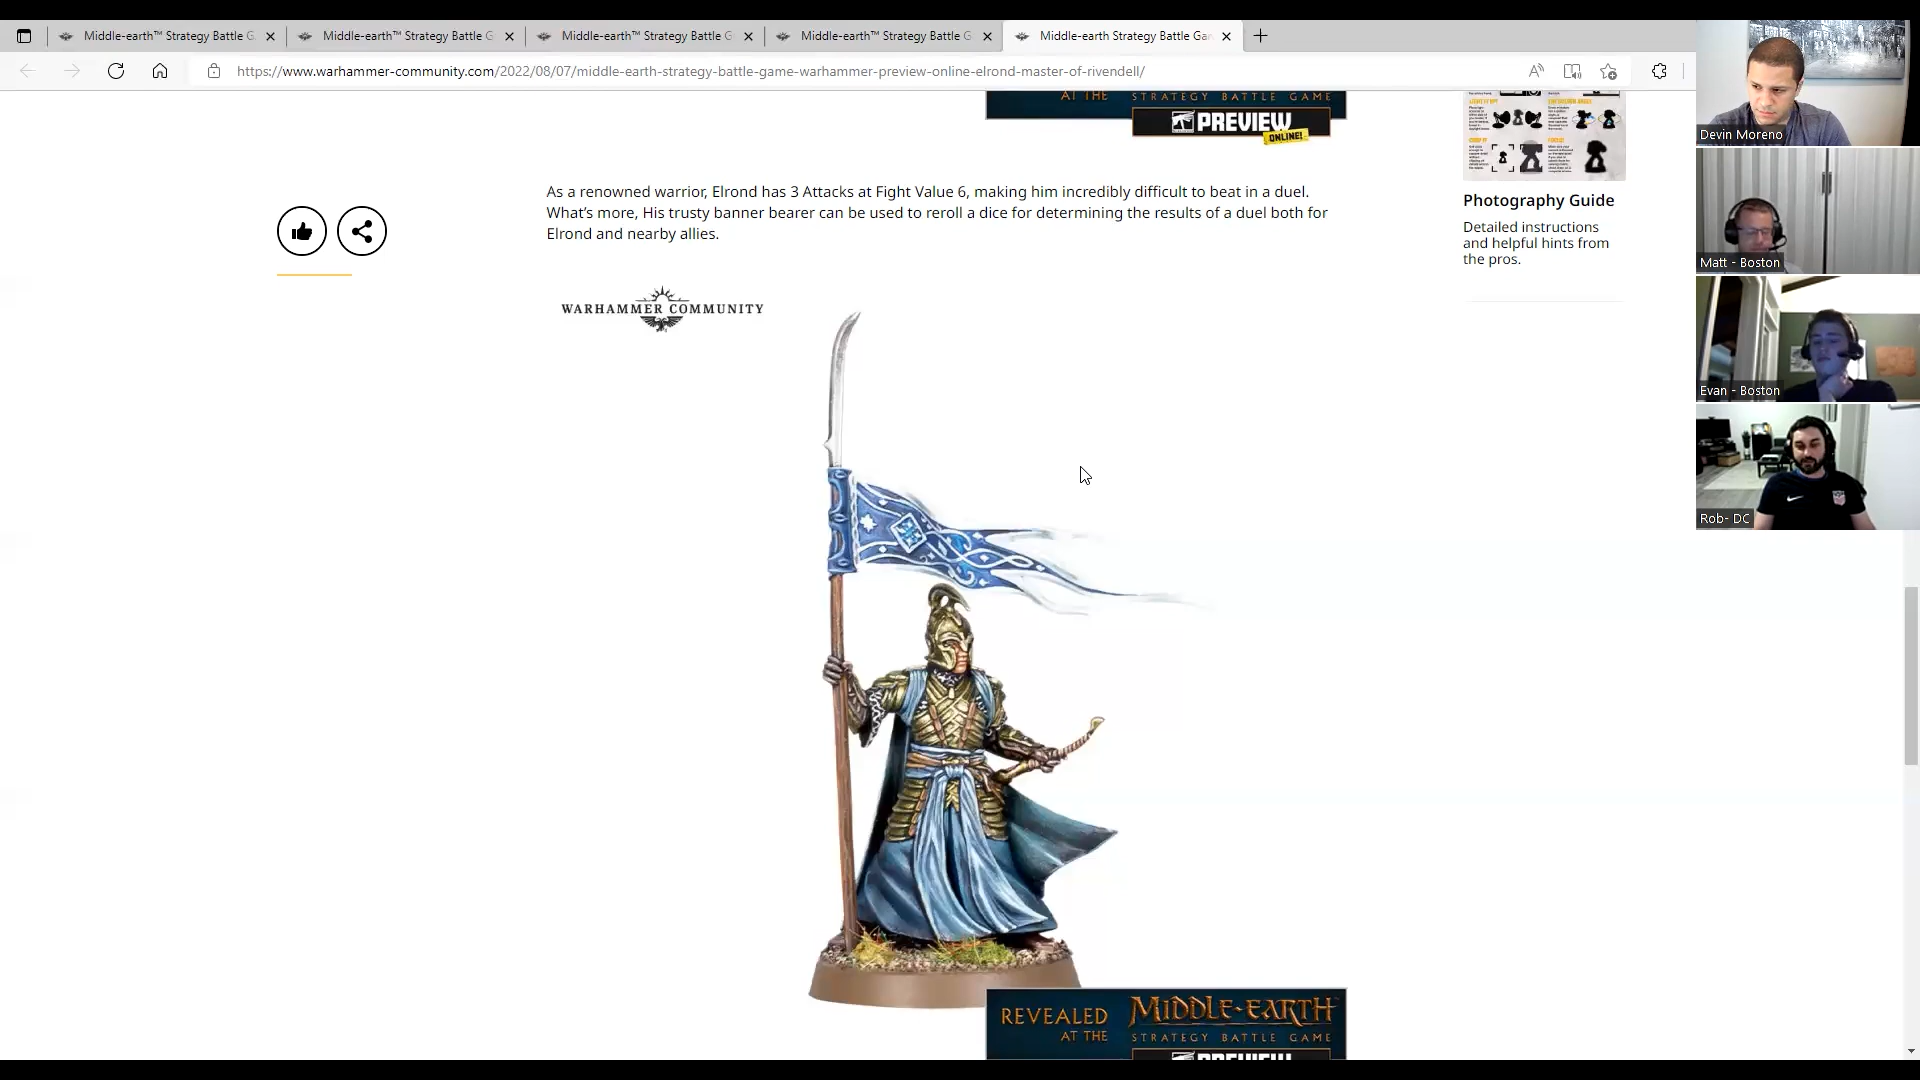 Middle-earth™ Strategy Battle G
Middle-earth™ Strategy Battle G
Middle-earth™ Strategy Battle G
Middle-earth™ Strategy Battle G
Middle-earth Strategy Battle Ga
https://www.warhammer-community.com/2022/08/07/middle-earth-strategy-battle-game-warhammer-preview-online-elrond-master-of-rivendell/
AT THE STRATEGY BATTLE GAME
PREVIEW
ONLINE!
As a renowned warrior, Elrond has 3 Attacks at Fight Value 6, making him incredibly difficult to beat in a duel.
What's more, His trusty banner bearer can be used to reroll a dice for determining the results of a duel both for
Elrond and nearby allies.
WARHAMMER COMMUNITY
REVEALED MIDDLE-EARTH
AT THE STRATEGY BATTLE GAME
PREVIEW
Photography Guide
Detailed instructions
and helpful hints from
the pros.
Devin Moreno
Matt - Boston
Evan - Boston
Rob- DC